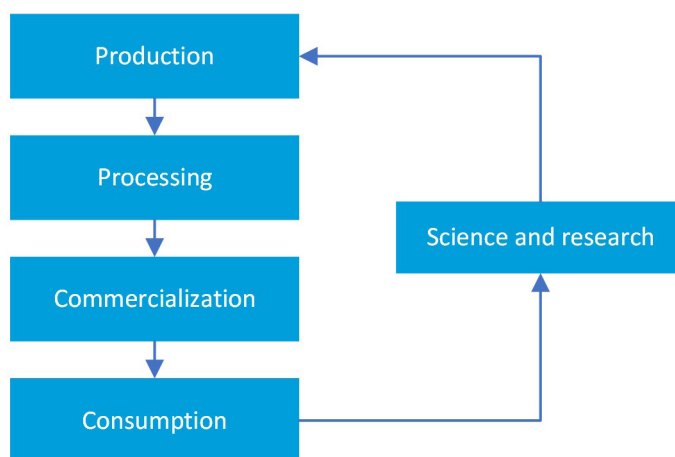 Production
Processing
Science and research
Commercialization
Consumption